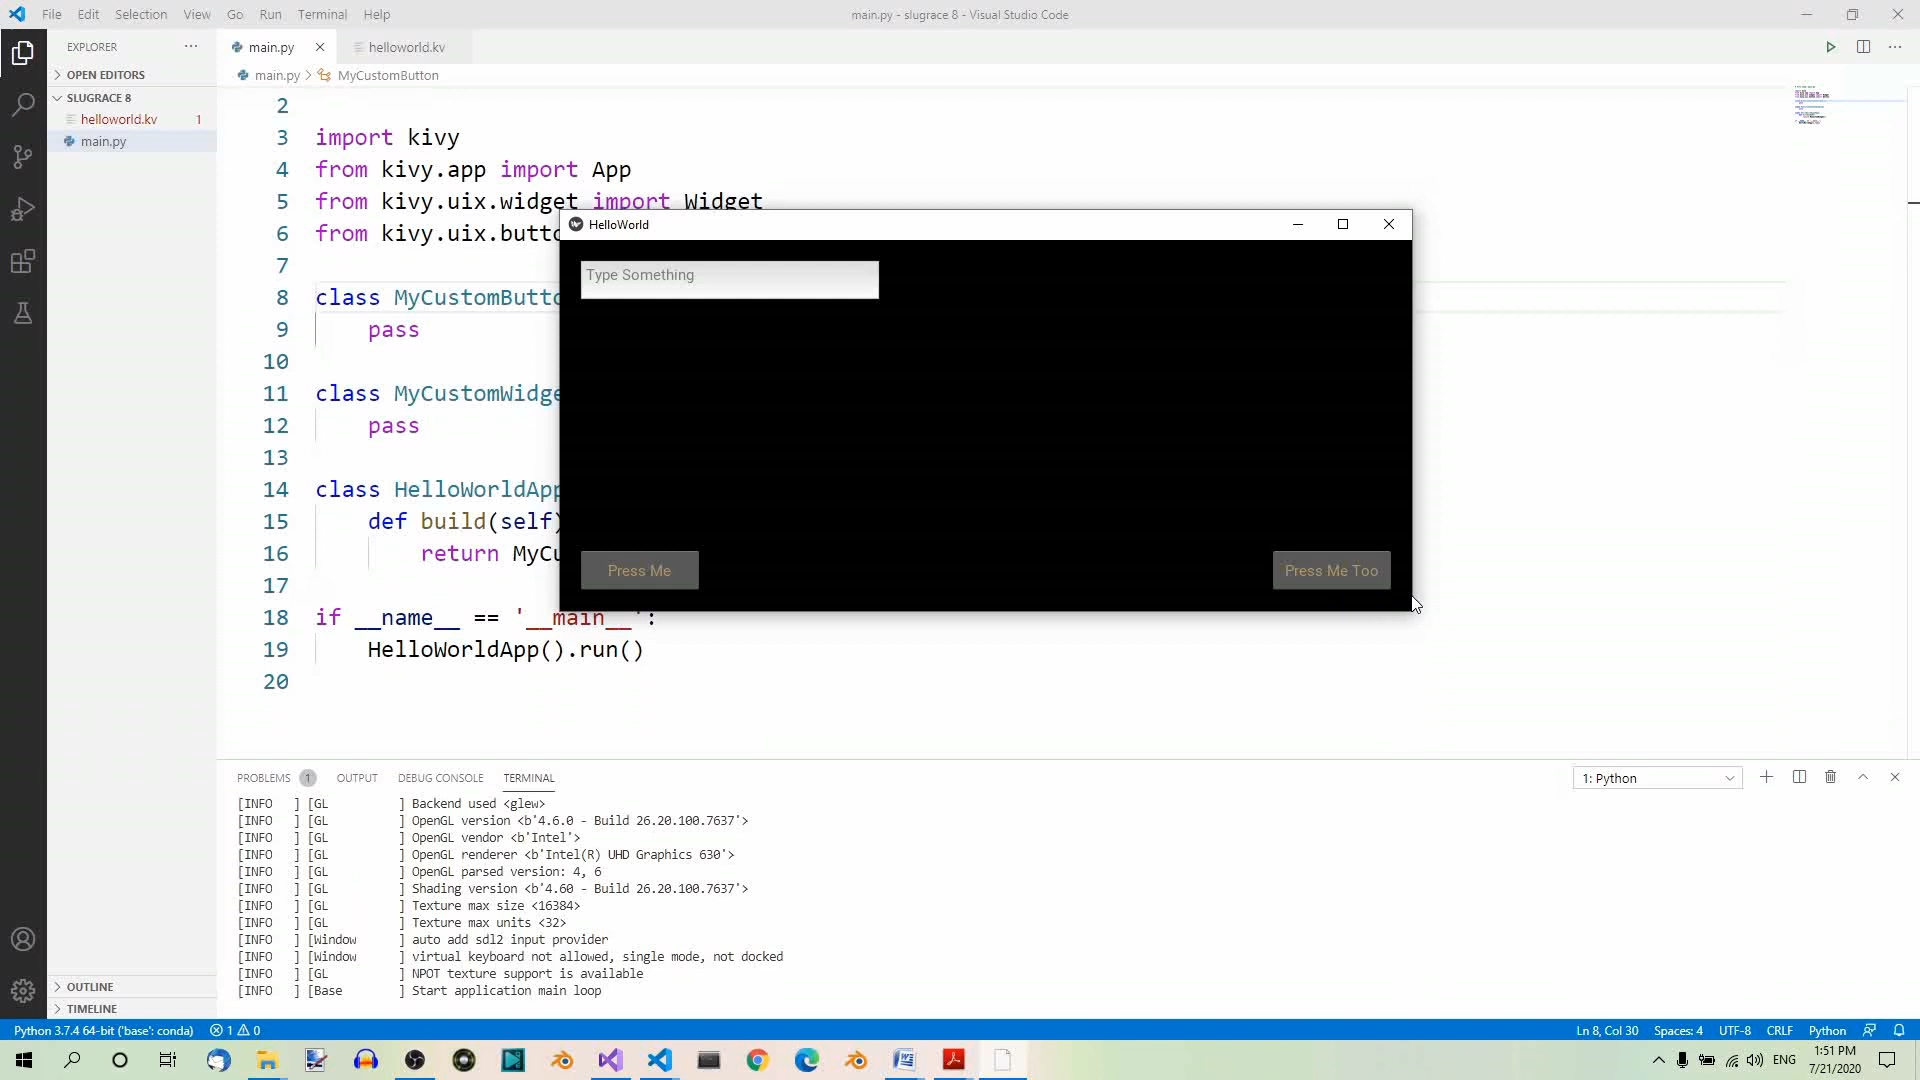 File Edit Selection View Go Run Terminal Help
main.py - slugrace 8 - Visual Studio Code
EXPLORER
main.py
helloworld.kv
OPEN EDITORS
main.py
MyCustomButton
SLUGRACE 8
helloworld.kv 1
main.py
2
3 import kivy
4 from kivy.app import App
5 from kivy.uix.widget import Widget
6 from kivy.uix.butto
7
8 class MyCustomButto
9 pass
10
11 class MyCustomWidge
12 pass
13
14 class HelloWorldApp
15 def build(self)
16 return MyCu
17
18 if __name__ == '__main__':
19 HelloWorldApp().run()
20
HelloWorld
Type Something
Press Me
Press Me Too
PROBLEMS 1 OUTPUT DEBUG CONSOLE TERMINAL
1: Python
[INFO ] [GL ] Backend used <glew>
[INFO ] [GL ] OpenGL version <b'4.6.0 - Build 26.20.100.7637'>
[INFO ] [GL ] OpenGL vendor <b'Intel'>
[INFO ] [GL ] OpenGL renderer <b'Intel(R) UHD Graphics 630'>
[INFO ] [GL ] OpenGL parsed version: 4, 6
[INFO ] [GL ] Shading version <b'4.60 - Build 26.20.100.7637'>
[INFO ] [GL ] Texture max size <16384>
[INFO ] [GL ] Texture max units <32>
[INFO ] [Window ] auto add sdl2 input provider
[INFO ] [Window ] virtual keyboard not allowed, single mode, not docked
[INFO ] [GL ] NPOT texture support is available
[INFO ] [Base ] Start application main loop
OUTLINE
TIMELINE
Python 3.7.4 64-bit ('base': conda) 1 0
Ln 8, Col 30 Spaces: 4 UTF-8 CRLF Python
ENG
1:51 PM
7/21/2020